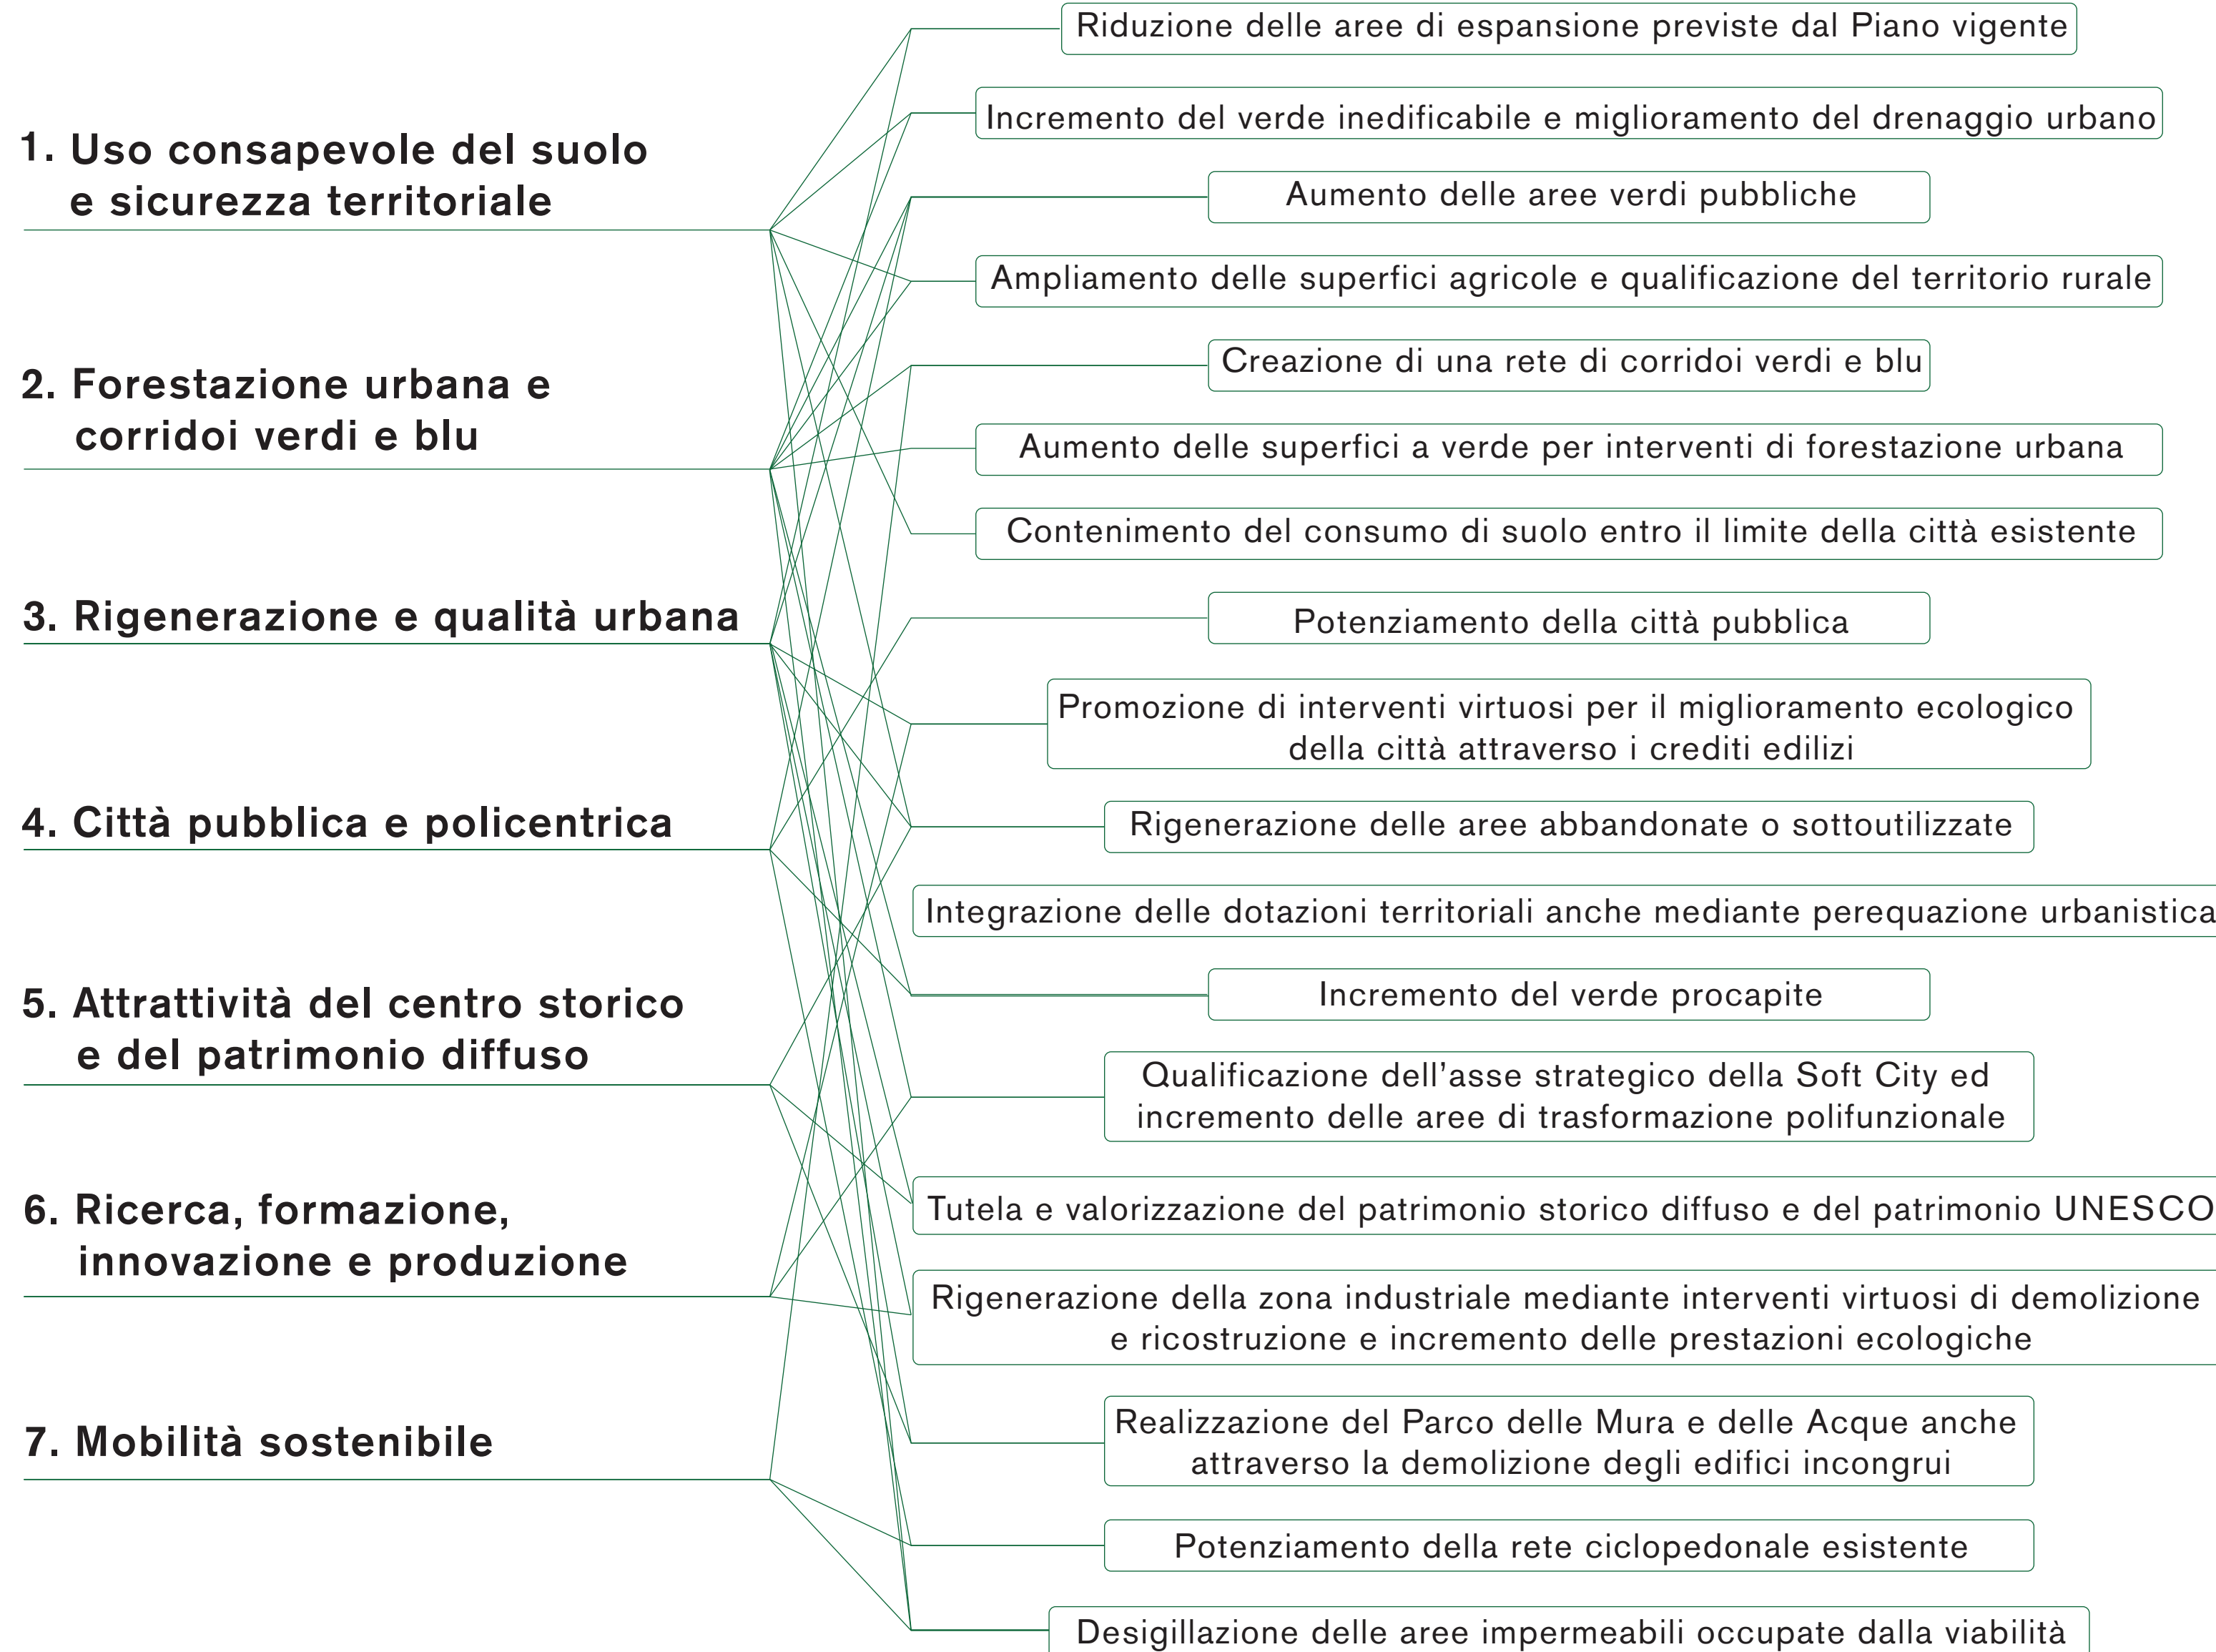 1. Uso consapevole del suolo
e sicurezza territoriale
2. Forestazione urbana e
corridoi verdi e blu
3. Rigenerazione e qualità urbana
4. Città pubblica e policentrica
5. Attrattività del centro storico
e del patrimonio diffuso
6. Ricerca, formazione,
innovazione e produzione
7. Mobilità sostenibile
Riduzione delle aree di espansione previste dal Piano vigente
Incremento del verde inedificabile e miglioramento del drenaggio urbano
Aumento delle aree verdi pubbliche
Ampliamento delle superfici agricole e qualificazione del territorio rurale
Creazione di una rete di corridoi verdi e blu
Aumento delle superfici a verde per interventi di forestazione urbana
Contenimento del consumo di suolo entro il limite della città esistente
Potenziamento della città pubblica
Promozione di interventi virtuosi per il miglioramento ecologico
della città attraverso i crediti edilizi
Rigenerazione delle aree abbandonate o sottoutilizzate
Integrazione delle dotazioni territoriali anche mediante perequazione urbanistica
Incremento del verde procapite
Qualificazione dell'asse strategico della Soft City ed
incremento delle aree di trasformazione polifunzionale
Tutela e valorizzazione del patrimonio storico diffuso e del patrimonio UNESCO
Rigenerazione della zona industriale mediante interventi virtuosi di demolizione
e ricostruzione e incremento delle prestazioni ecologiche
Realizzazione del Parco delle Mura e delle Acque anche
attraverso la demolizione degli edifici incongrui
Potenziamento della rete ciclopedonale esistente
Desigillazione delle aree impermeabili occupate dalla viabilità